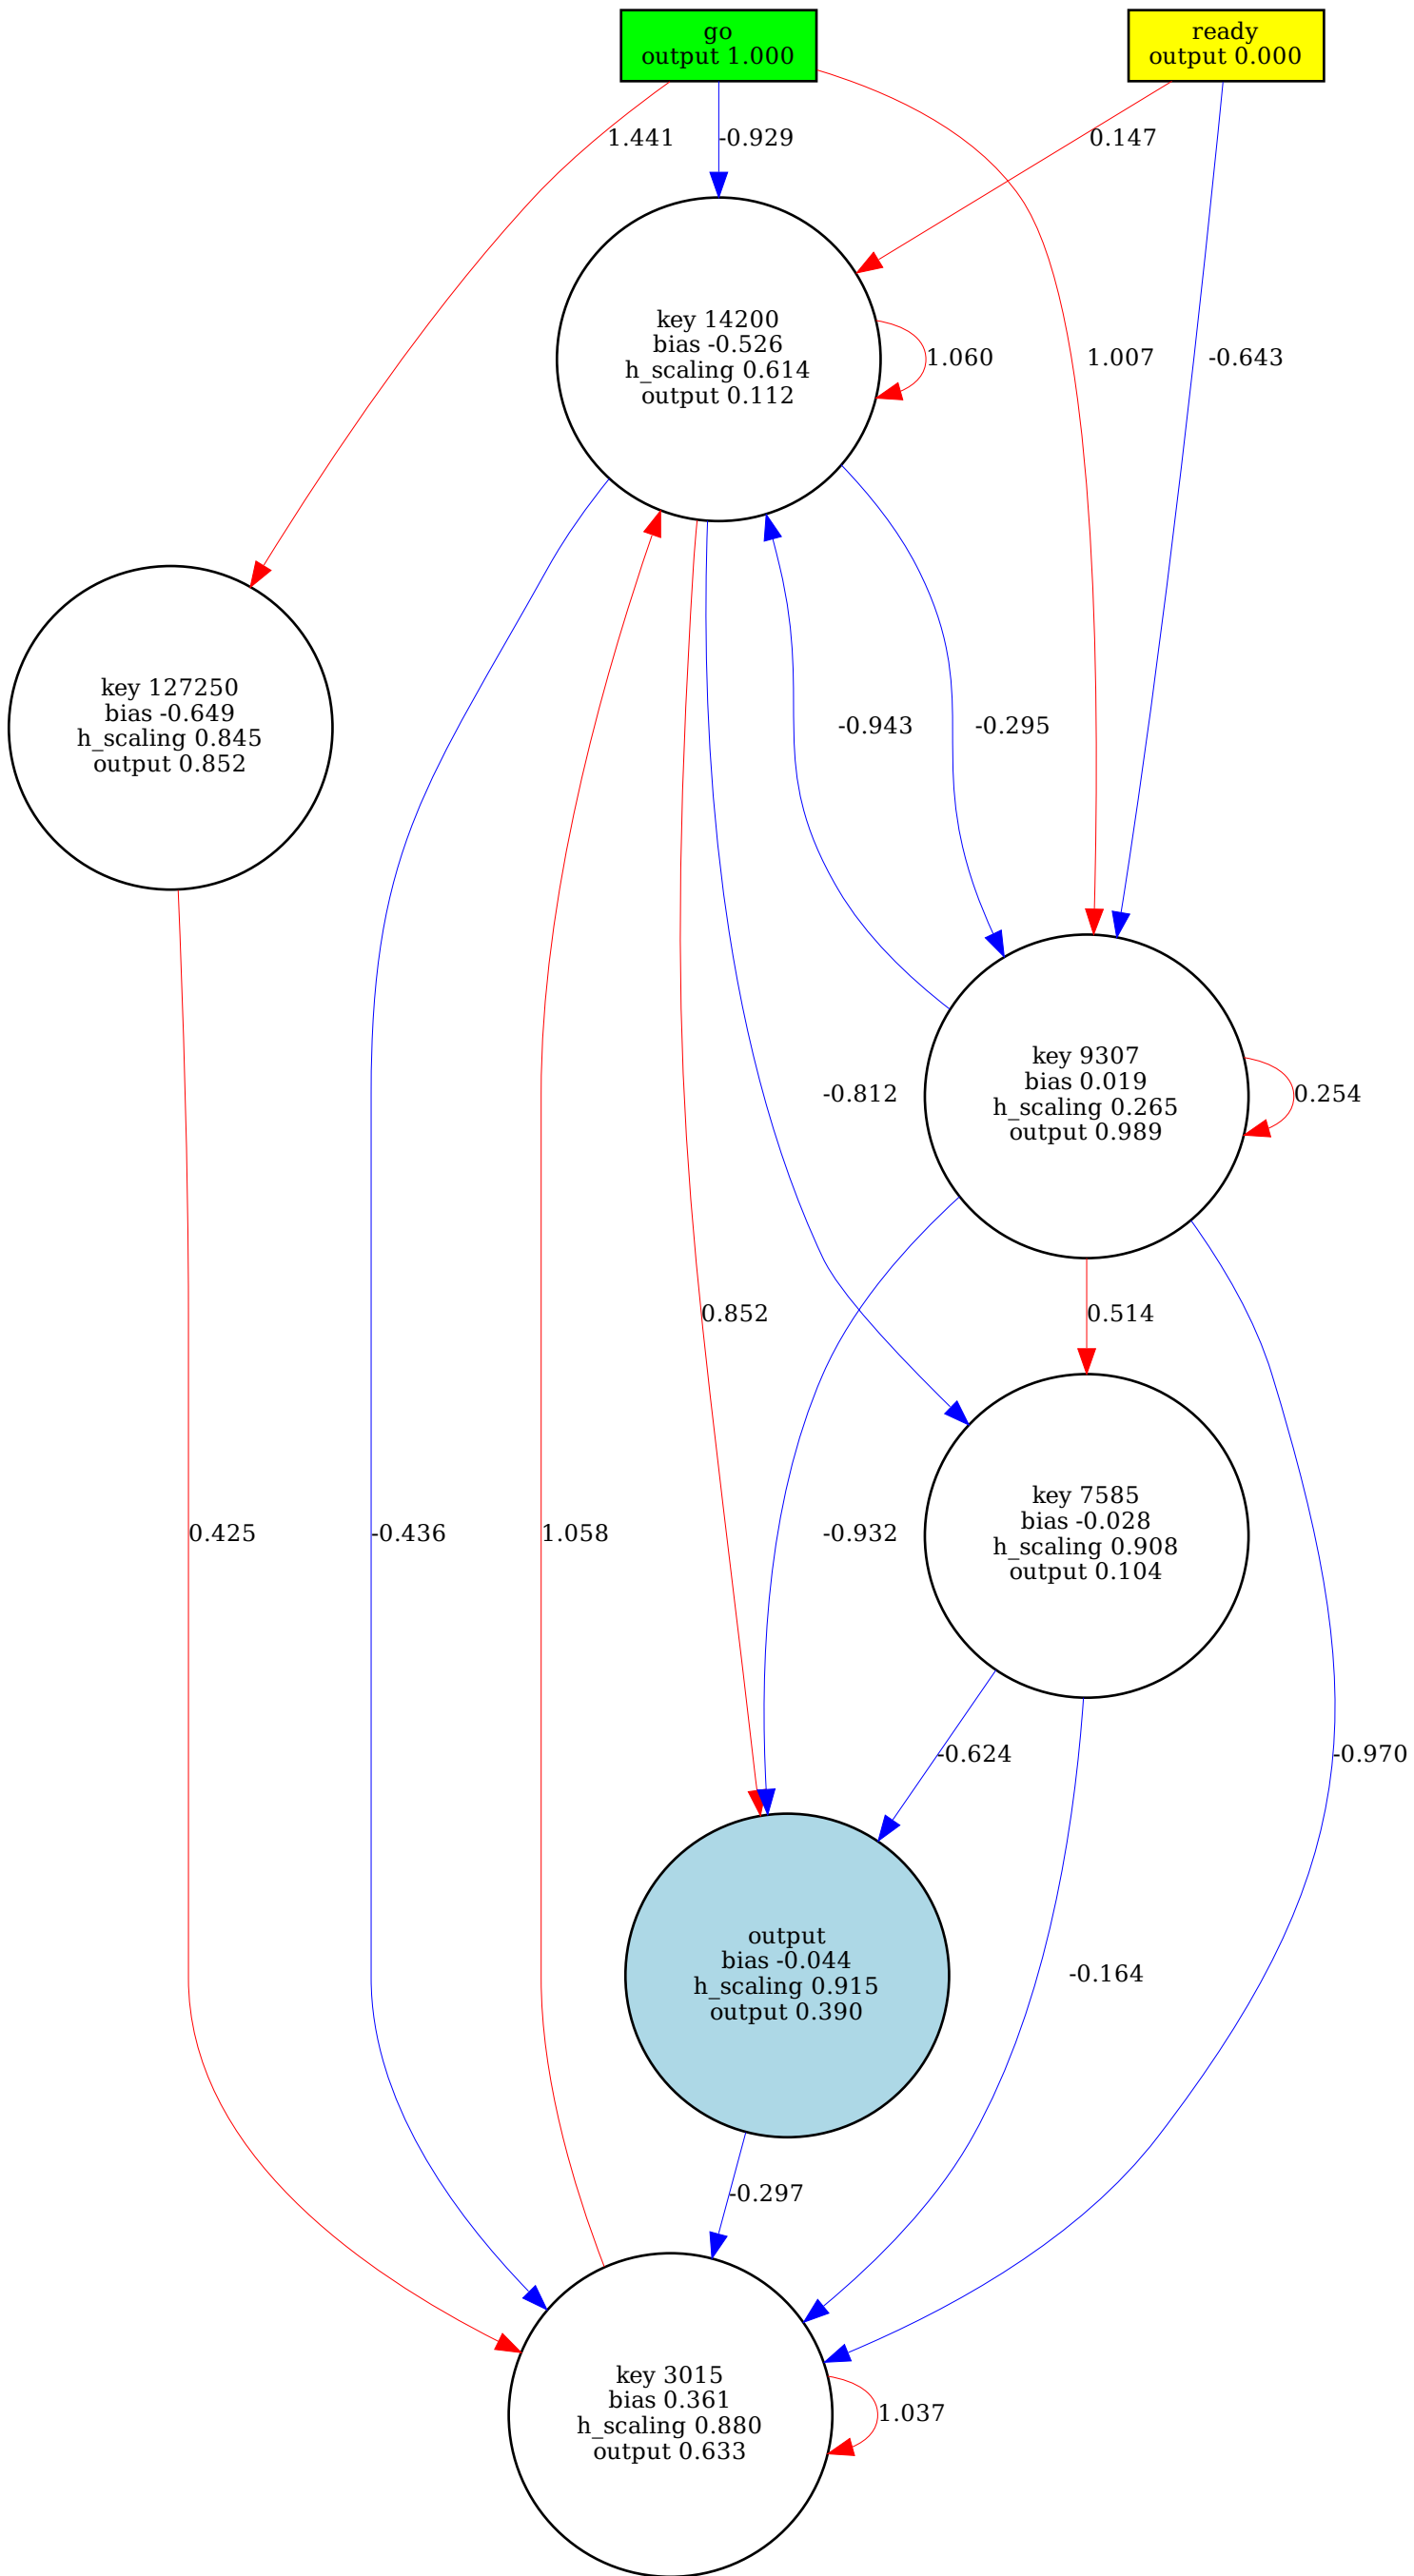 go
output 1.000
ready
output 0.000
1.441
-0.929
0.147
key 14200
bias -0.526
h_scaling 0.614
output 0.112
1.060
1.007
-0.643
key 127250
bias -0.649
h_scaling 0.845
output 0.852
-0.943
-0.295
key 9307
bias 0.019
h_scaling 0.265
output 0.989
-0.812
0.254
0.852
0.514
key 7585
bias -0.028
h_scaling 0.908
output 0.104
0.425
-0.436
1.058
-0.932
-0.624
-0.970
output
bias -0.044
h_scaling 0.915
output 0.390
-0.164
-0.297
key 3015
bias 0.361
h_scaling 0.880
output 0.633
1.037